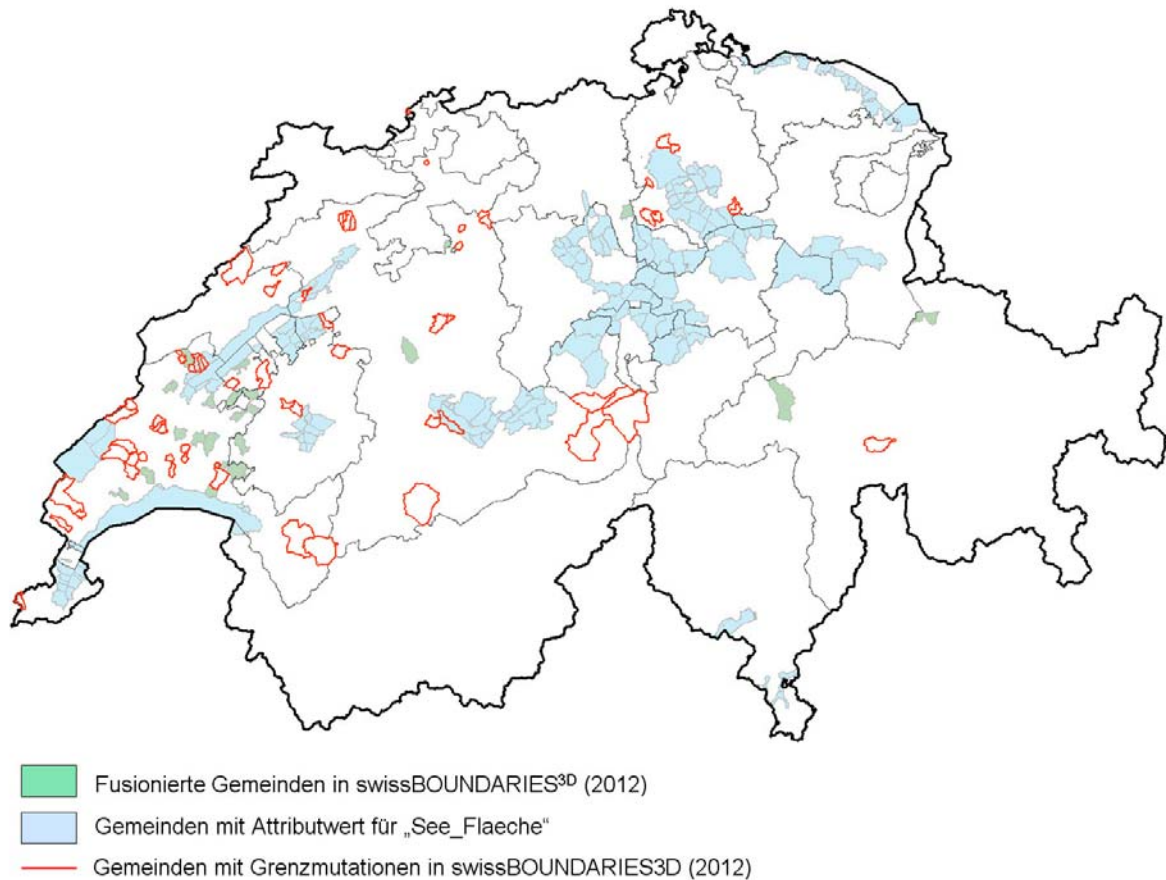 Fusionierte Gemeinden in swissBOUNDARIES³ᴰ (2012)
Gemeinden mit Attributwert für „See_Flaeche“
Gemeinden mit Grenzmutationen in swissBOUNDARIES3D (2012)